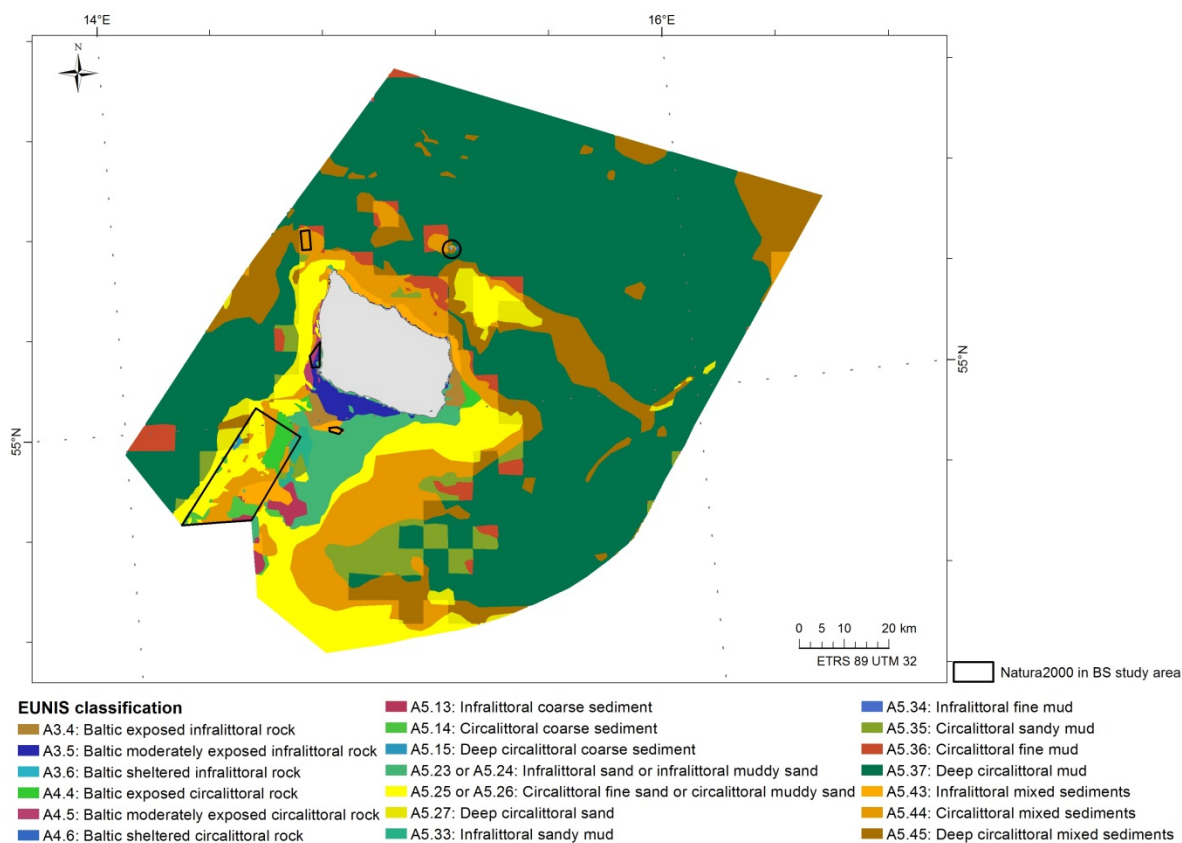 14°E
16°E
N
55°N
55°N
0 5 10 20 km
ETRS 89 UTM 32
Natura2000 in BS study area
EUNIS classification
A3.4: Baltic exposed infralittoral rock
A3.5: Baltic moderately exposed infralittoral rock
A3.6: Baltic sheltered infralittoral rock
A4.4: Baltic exposed circalittoral rock
A4.5: Baltic moderately exposed circalittoral rock
A4.6: Baltic sheltered circalittoral rock
A5.13: Infralittoral coarse sediment
A5.14: Circalittoral coarse sediment
A5.15: Deep circalittoral coarse sediment
A5.23 or A5.24: Infralittoral sand or infralittoral muddy sand
A5.25 or A5.26: Circalittoral fine sand or circalittoral muddy sand
A5.27: Deep circalittoral sand
A5.33: Infralittoral sandy mud
A5.34: Infralittoral fine mud
A5.35: Circalittoral sandy mud
A5.36: Circalittoral fine mud
A5.37: Deep circalittoral mud
A5.43: Infralittoral mixed sediments
A5.44: Circalittoral mixed sediments
A5.45: Deep circalittoral mixed sediments